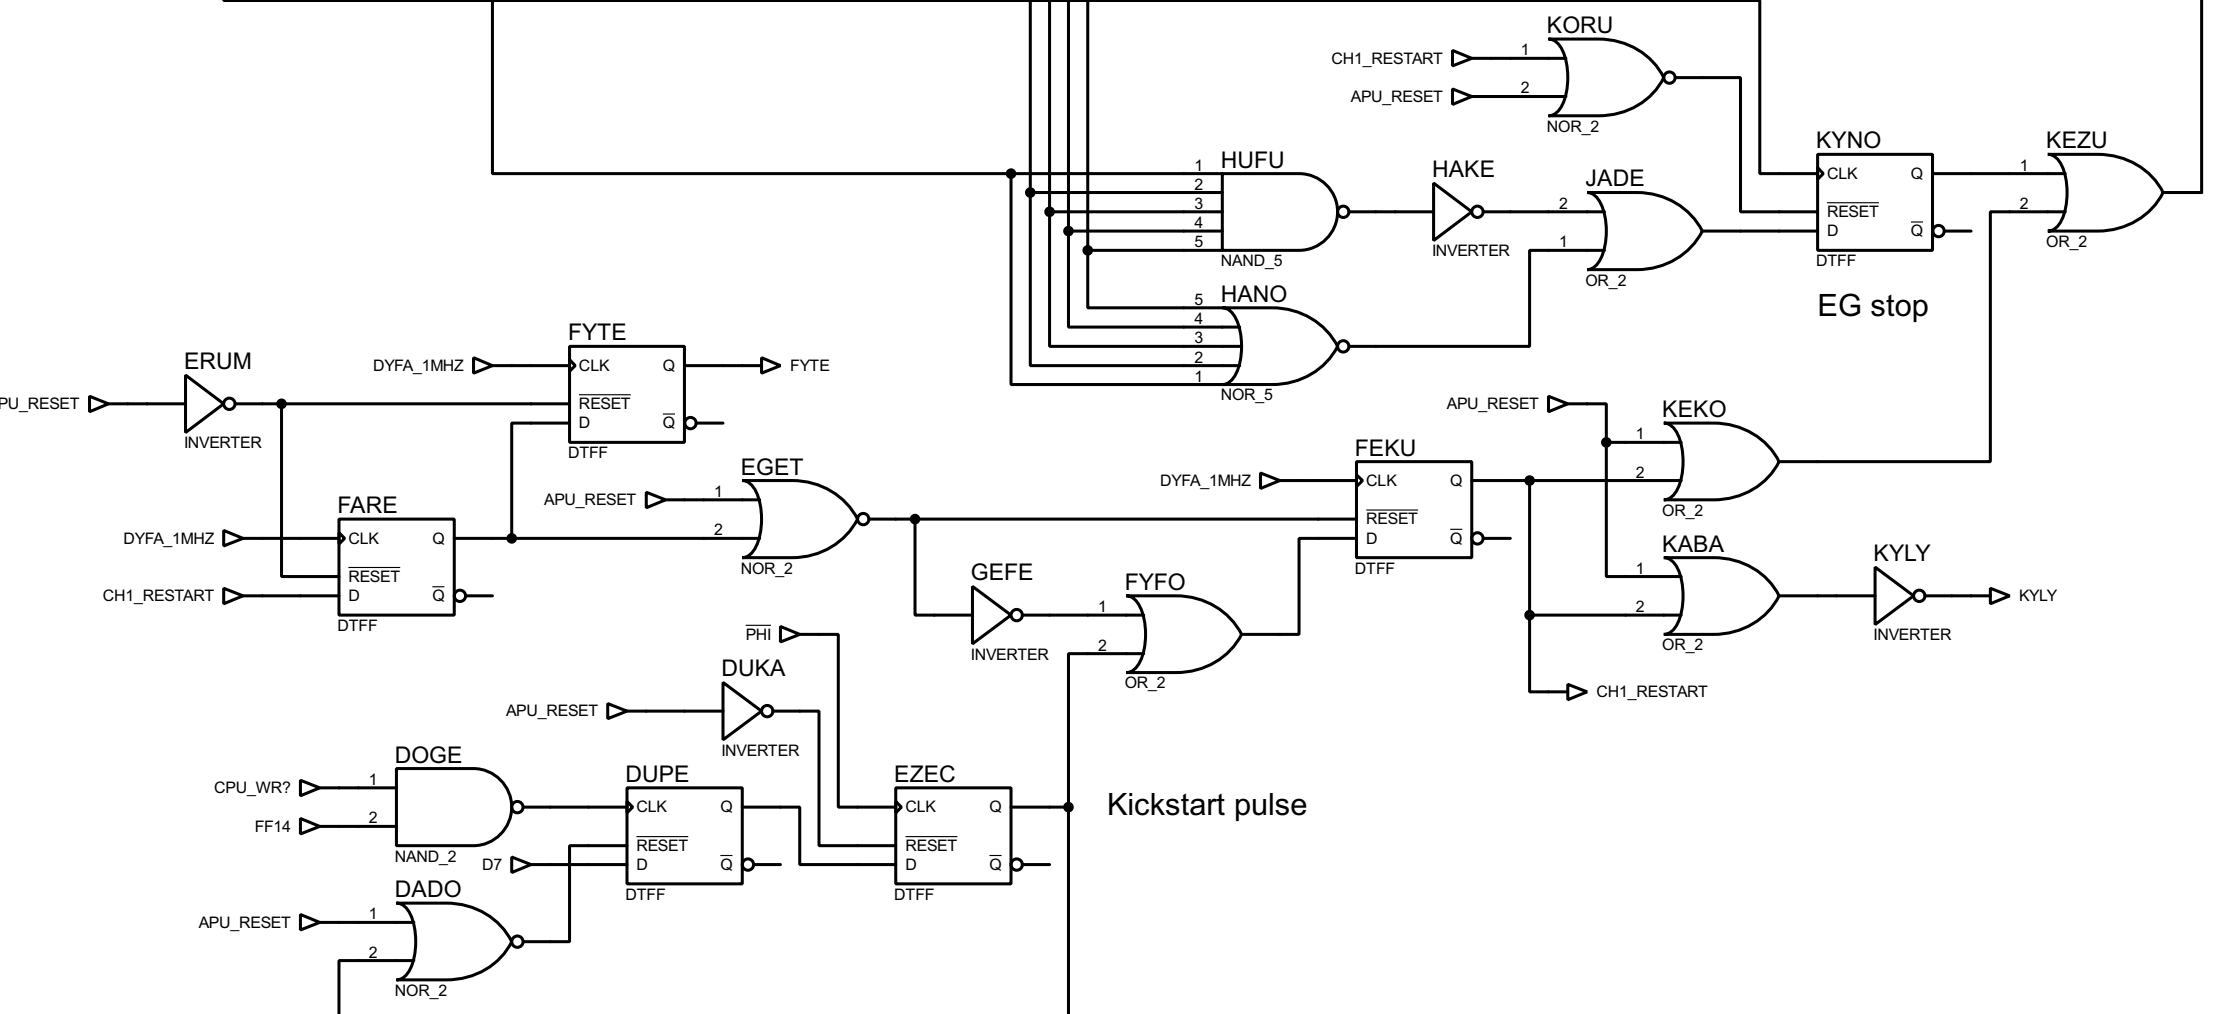 KORU
CH1_RESTART 1
APU_RESET 2
NOR_2
KYNO
KEZU
HUFU
HAKE
JADE
1
2
3
4
5
NAND_5
INVERTER
2
1
OR_2
CLK Q
RESET
D Q
DTFF
1
2
OR_2
EG stop
HANO
5
4
3
2
1
NOR_5
FYTE
DYFA_1MHZ
CLK Q
RESET
D Q
DTFF
FYTE
ERUM
PU_RESET
INVERTER
FARE
DYFA_1MHZ
CH1_RESTART
CLK Q
RESET
D Q
DTFF
EGET
APU_RESET 1
2
NOR_2
FEKU
DYFA_1MHZ
CLK Q
RESET
D Q
DTFF
APU_RESET
KEKO
1
2
OR_2
KABA
1
2
OR_2
KYLY
INVERTER
KYLY
CH1_RESTART
GEFE
INVERTER
FYFO
1
2
OR_2
PHI
DUKA
APU_RESET
INVERTER
DOGE
CPU_WR? 1
FF14 2
NAND_2
DUPE
D7
CLK Q
RESET
D Q
DTFF
EZEC
CLK Q
RESET
D Q
DTFF
Kickstart pulse
DADO
APU_RESET 1
2
NOR_2